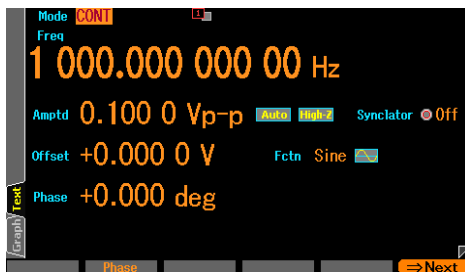 Mode CONT 1
Freq
1 000.000 000 00 Hz
Amptd 0.100 0 Vp-p Auto High-Z Synclator Off
Offset +0.000 0 V Fctn Sine
Phase +0.000 deg
Text
Graph
Phase ⇒Next